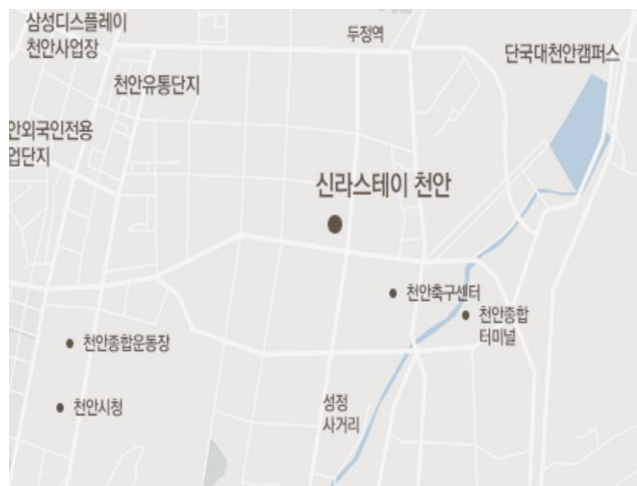 삼성디스플레이
천안사업장
두정역
단국대천안캠퍼스
천안유통단지
안외국인전용
업단지
신라스테이 천안
천안축구센터
천안종합
터미널
천안종합운동장
성정
사거리
천안시청